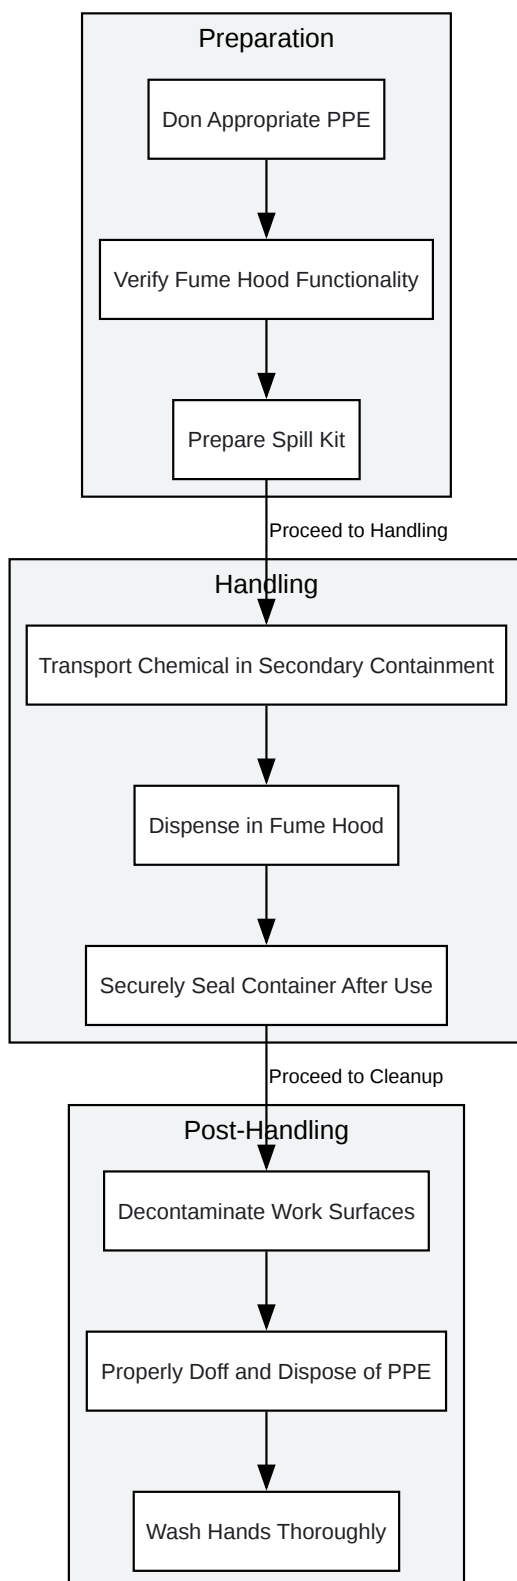 Preparation
Don Appropriate PPE
Verify Fume Hood Functionality
Prepare Spill Kit
Proceed to Handling
Handling
Transport Chemical in Secondary Containment
Dispense in Fume Hood
Securely Seal Container After Use
Proceed to Cleanup
Post-Handling
Decontaminate Work Surfaces
Properly Doff and Dispose of PPE
Wash Hands Thoroughly